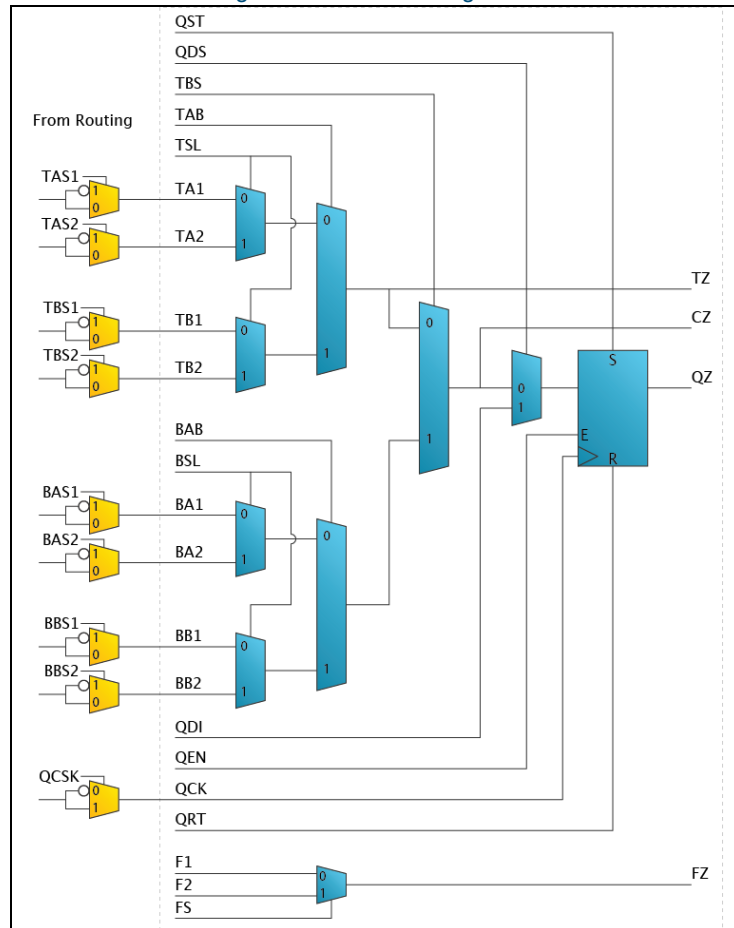 QST
QDS
TBS
TAB
From Routing
TSL
TAS1
1
0
TA1
0
0
TAS2
1
0
TA2
1
TZ
TBS1
1
0
TB1
0
0
CZ
TBS2
1
0
TB2
1
1
S
0
1
QZ
BAB
1
E
BSL
R
BAS1
1
0
BA1
0
0
BAS2
1
0
BA2
1
BBS1
1
0
BB1
0
BBS2
1
0
BB2
1
1
QDI
QEN
QCSK
0
1
QCK
QRT
F1
0
FZ
F2
1
FS